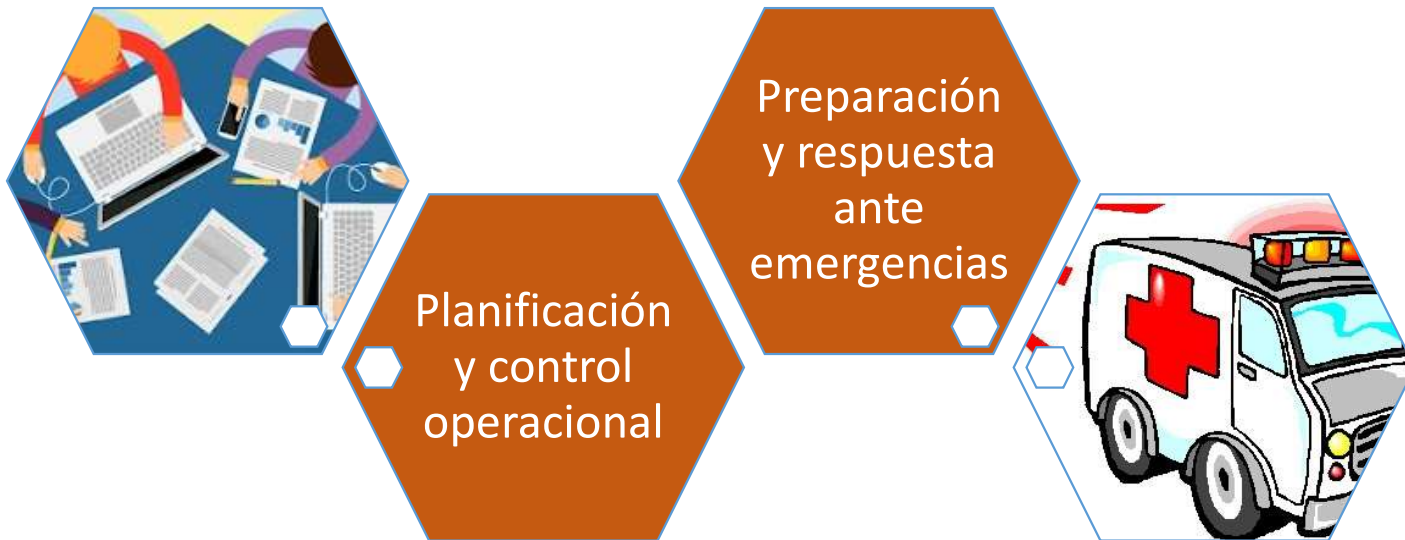 Planificación
y control
operacional
Preparación
y respuesta
ante
emergencias